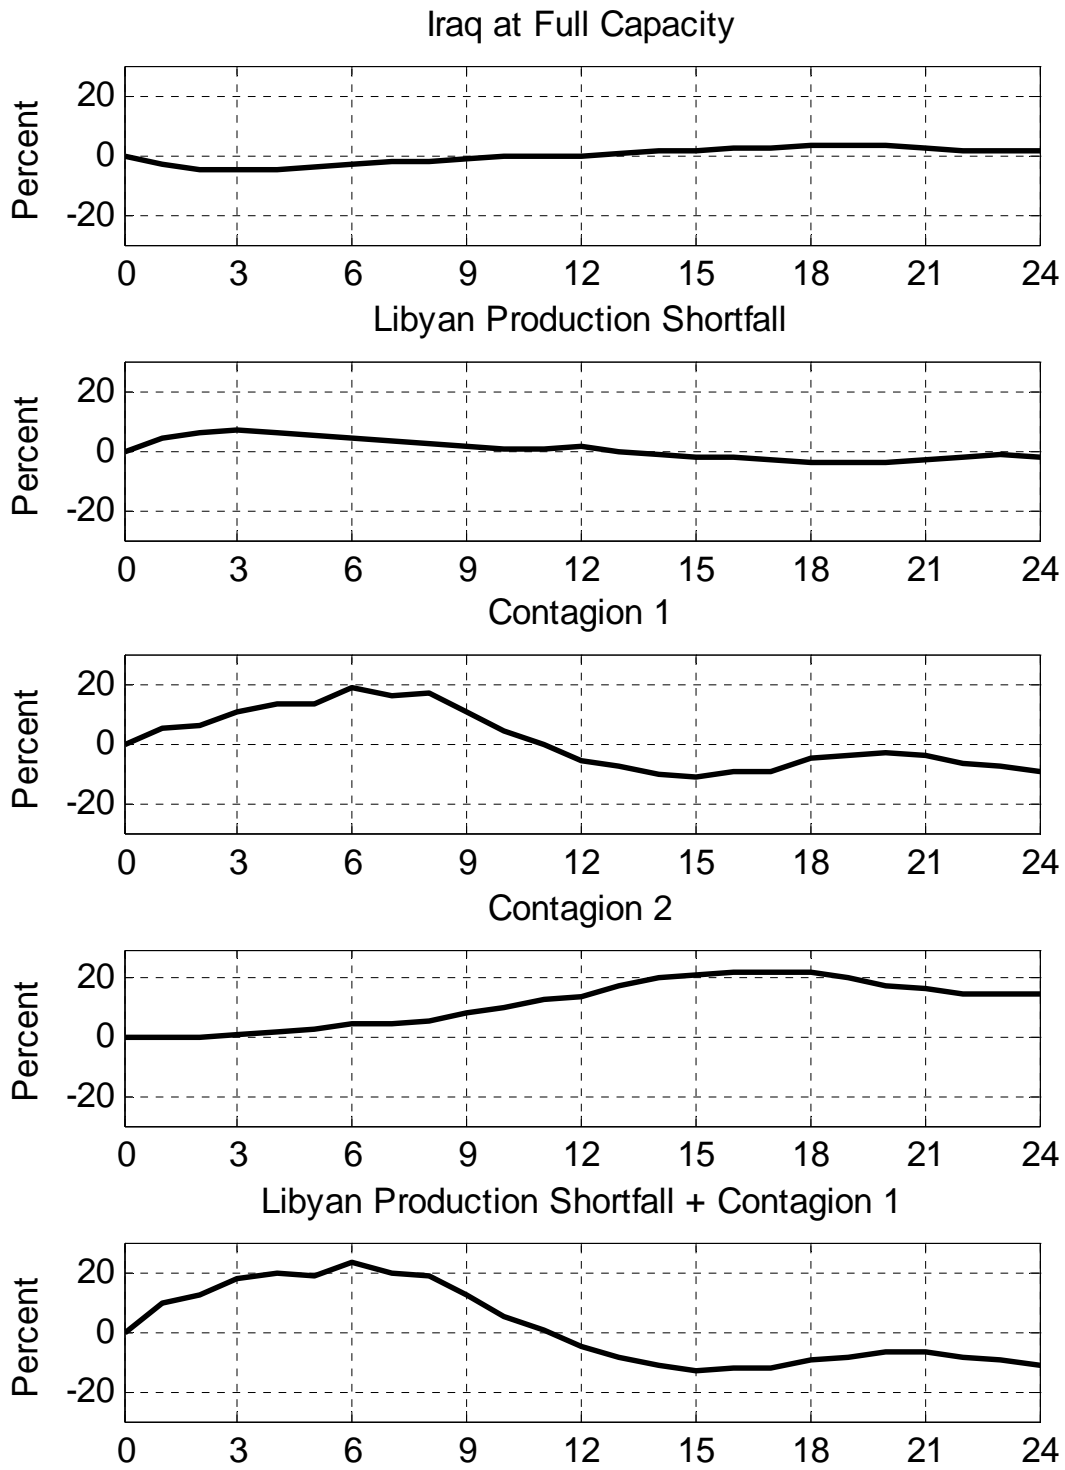 Iraq at Full Capacity
Percent
20
0
-20
0 3 6 9 12 15 18 21 24
Libyan Production Shortfall
Percent
20
0
-20
0 3 6 9 12 15 18 21 24
Contagion 1
Percent
20
0
-20
0 3 6 9 12 15 18 21 24
Contagion 2
Percent
20
0
-20
0 3 6 9 12 15 18 21 24
Libyan Production Shortfall + Contagion 1
Percent
20
0
-20
0 3 6 9 12 15 18 21 24